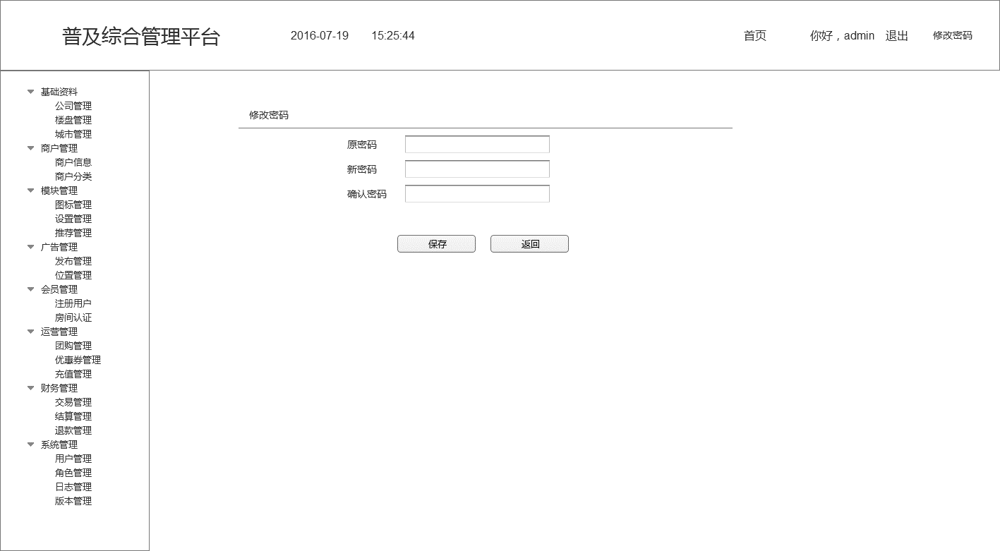 普及综合管理平台 2016-07-19 15:25:44 首页 你好，admin 退出 修改密码
基础资料
公司管理
楼盘管理
城市管理
商户管理
商户信息
商户分类
模块管理
图标管理
设置管理
推荐管理
广告管理
发布管理
位置管理
会员管理
注册用户
房间认证
运营管理
团购管理
优惠券管理
充值管理
财务管理
交易管理
结算管理
退款管理
系统管理
用户管理
角色管理
日志管理
版本管理
修改密码
原密码
新密码
确认密码
保存 返回